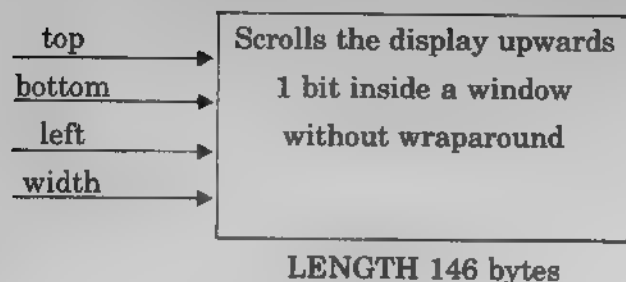 top
bottom
left
width
Scrolls the display upwards
1 bit inside a window
without wraparound
LENGTH 146 bytes